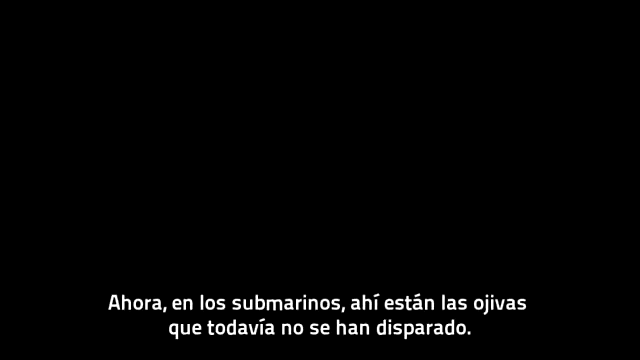 Ahora, en los submarinos, ahí están las ojivas
que todavía no se han disparado.